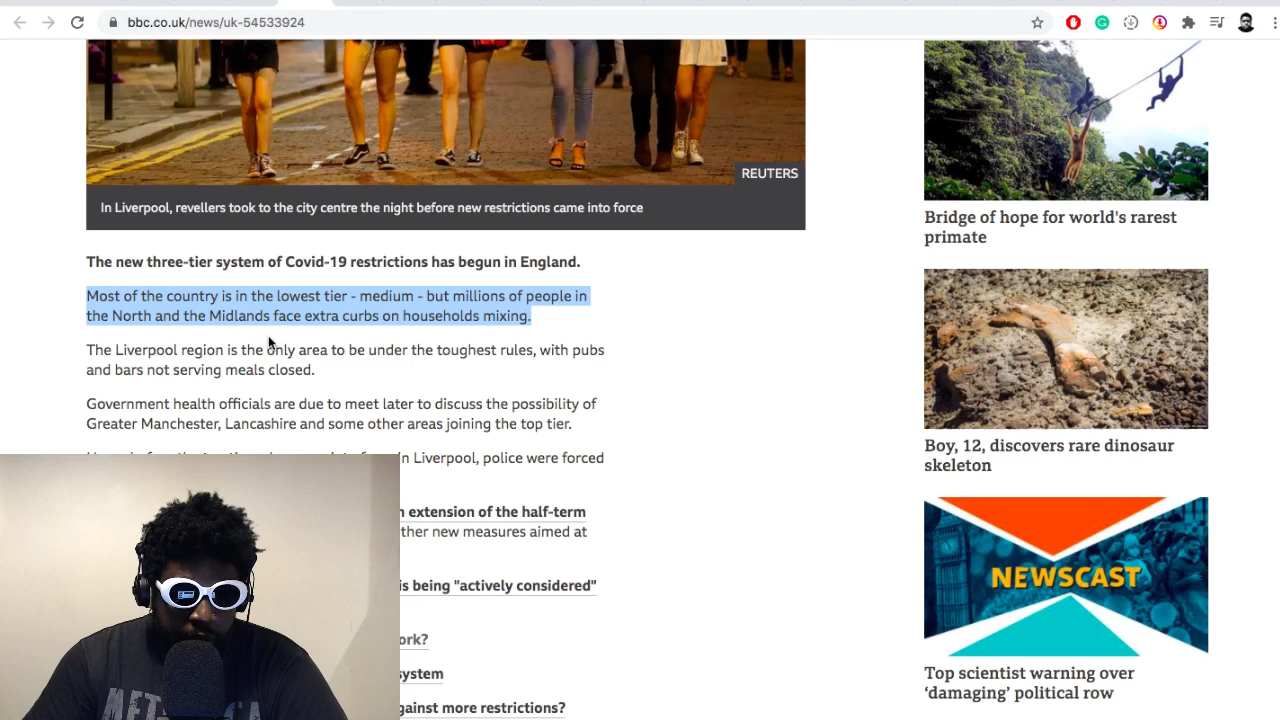 bbc.co.uk/news/uk-54533924
REUTERS
In Liverpool, revellers took to the city centre the night before new restrictions came into force
The new three-tier system of Covid-19 restrictions has begun in England.
Most of the country is in the lowest tier - medium - but millions of people in
the North and the Midlands face extra curbs on households mixing.
The Liverpool region is the only area to be under the toughest rules, with pubs
and bars not serving meals closed.
Government health officials are due to meet later to discuss the possibility of
Greater Manchester, Lancashire and some other areas joining the top tier.
in Liverpool, police were forced
extension of the half-term
ther new measures aimed at
is being "actively considered"
ork?
system
gainst more restrictions?
Bridge of hope for world's rarest
primate
Boy, 12, discovers rare dinosaur
skeleton
NEWSCAST
Top scientist warning over
‘damaging’ political row